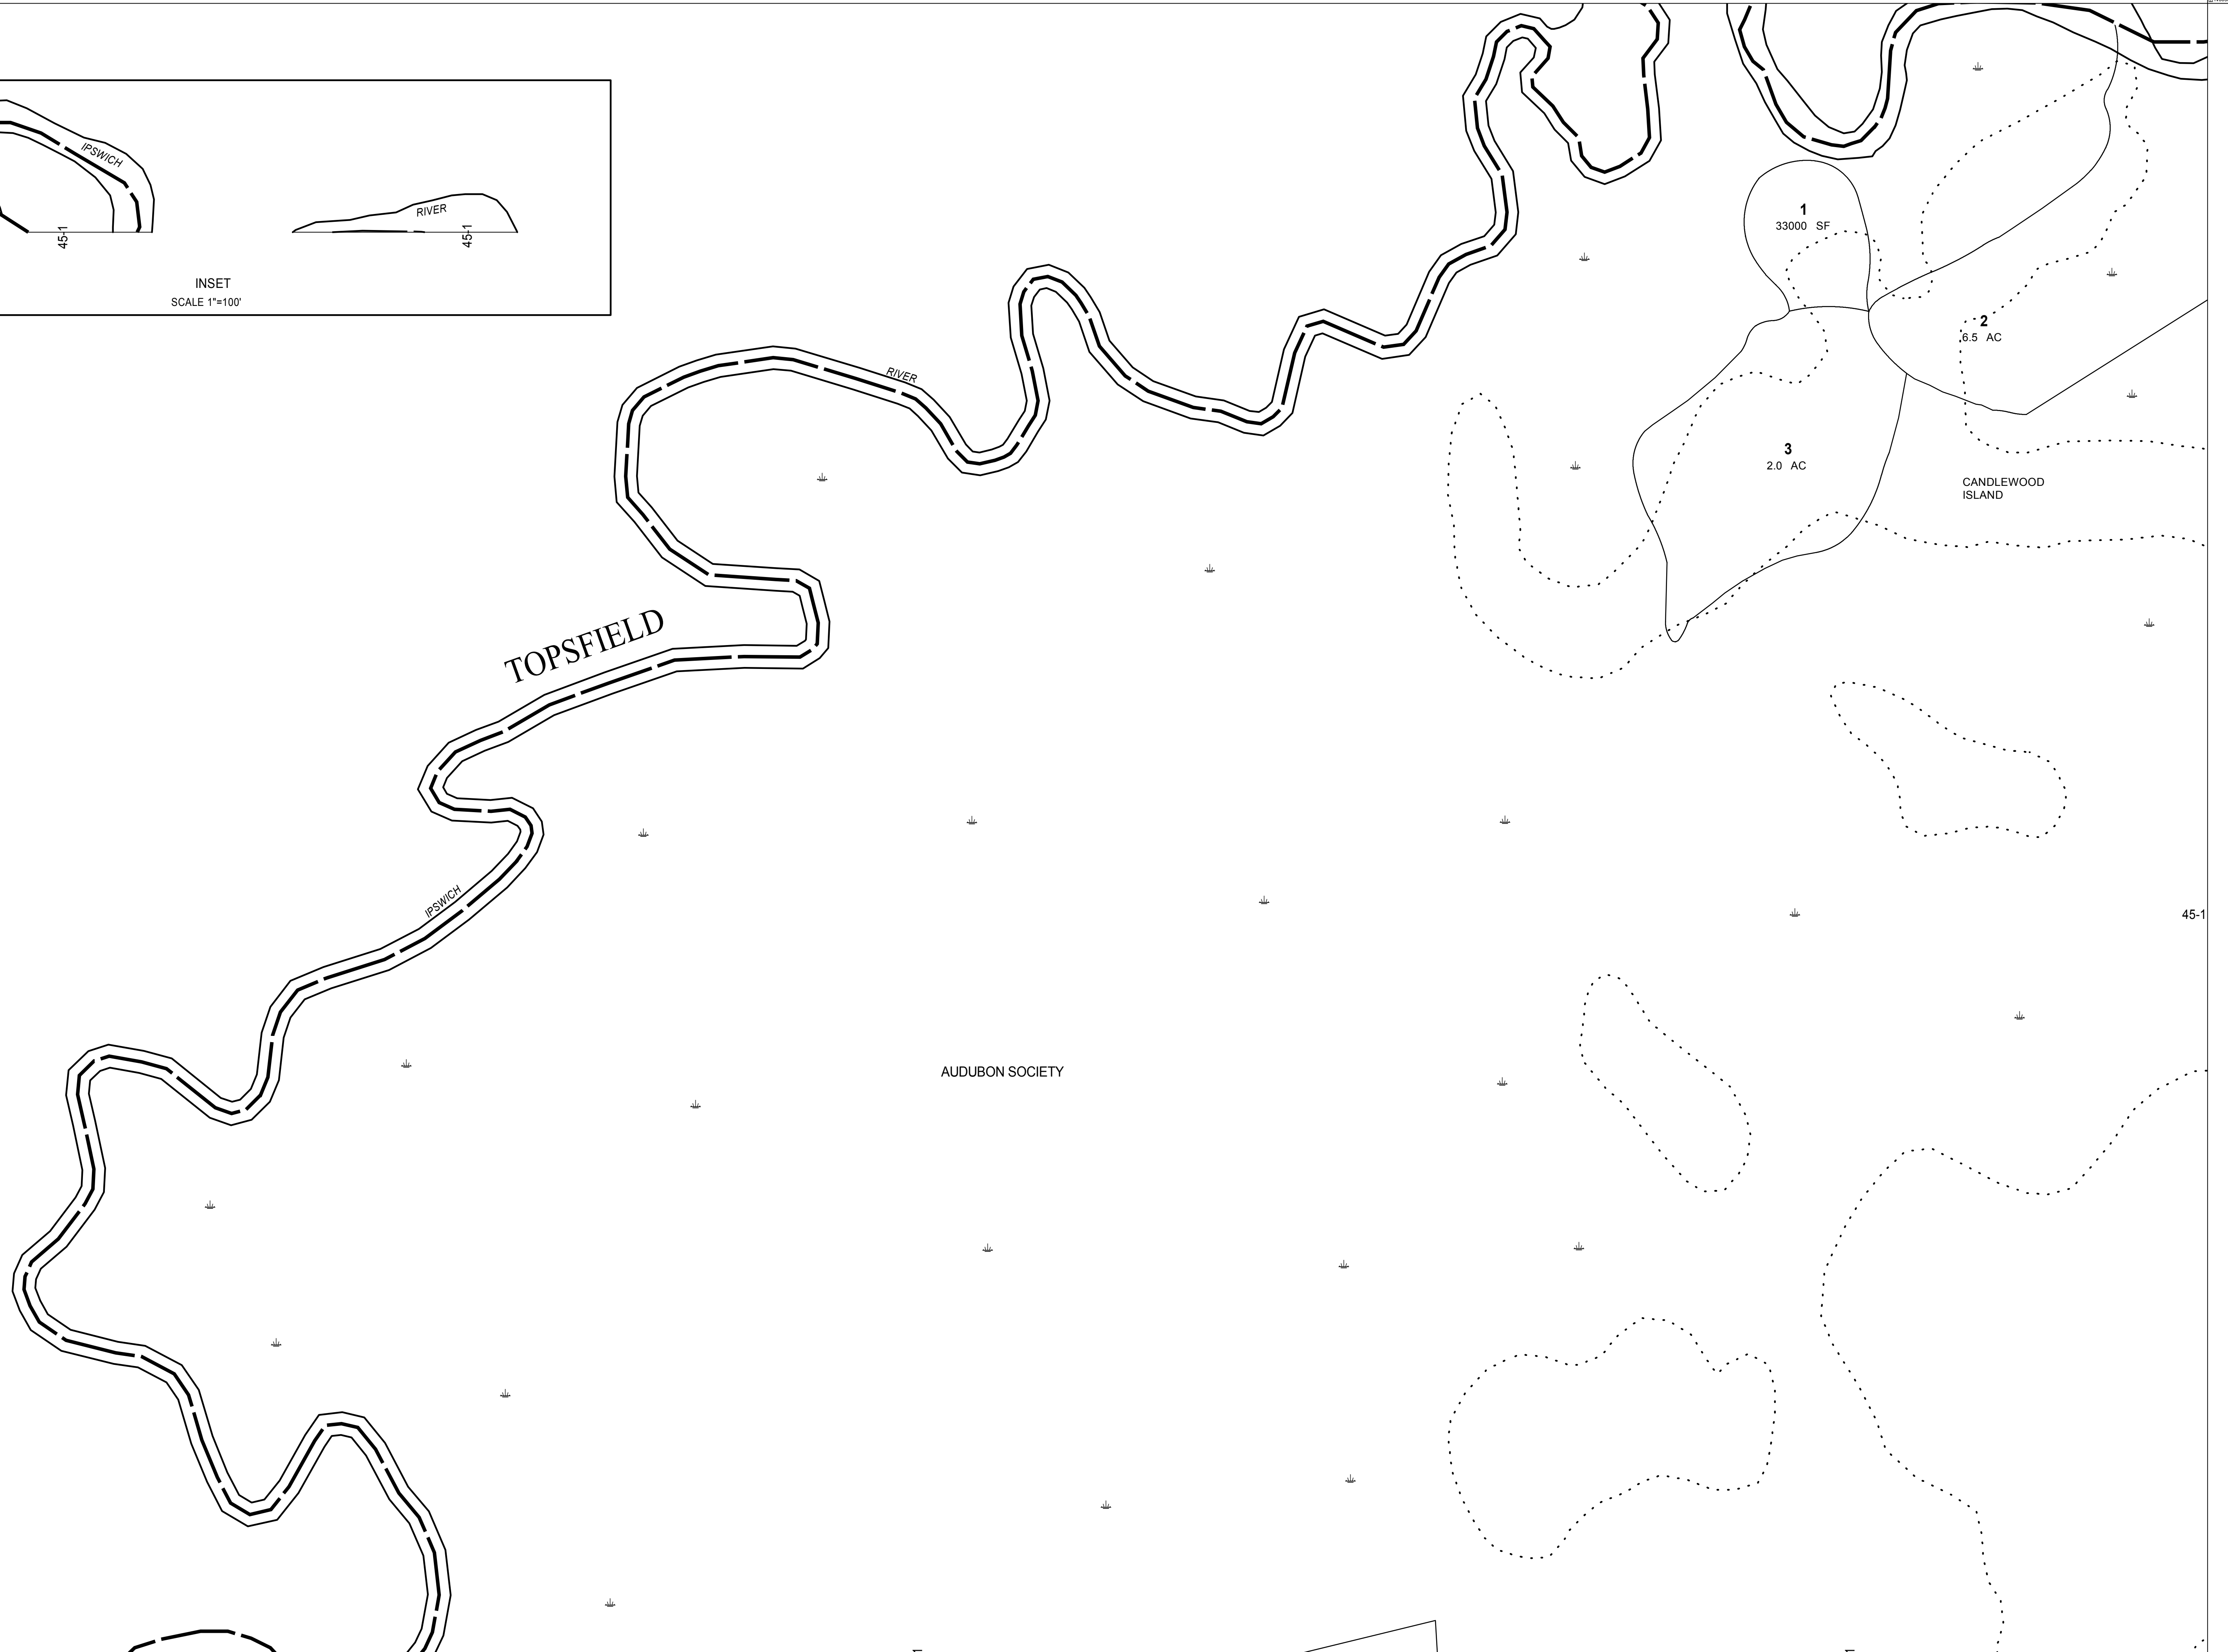 IPSWICH
RIVER
45-1
45-1
INSET
SCALE 1"=100'
1
33000 SF
2
6.5 AC
RIVER
3
2.0 AC
CANDLEWOOD
ISLAND
TOPSFIELD
IPSWICH
45-1
AUDUBON SOCIETY